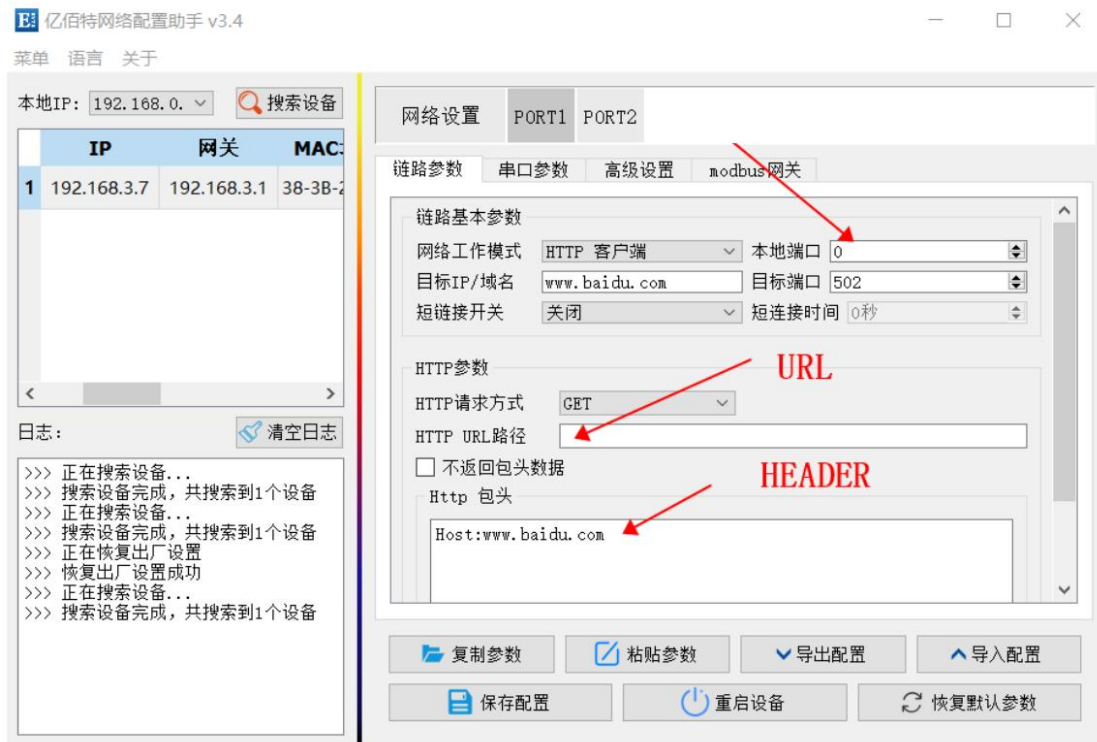 亿佰特网络配置助手 v3.4
菜单 语言 关于
本地IP: 192.168.0. 搜索设备
IP 网关 MAC
1 192.168.3.7 192.168.3.1 38-3B-2
日志: 清空日志
>>> 正在搜索设备...
>>> 搜索设备完成，共搜索到1个设备
>>> 正在搜索设备...
>>> 搜索设备完成，共搜索到1个设备
>>> 正在恢复出厂设置
>>> 恢复出厂设置成功
>>> 正在搜索设备...
>>> 搜索设备完成，共搜索到1个设备
网络设置 PORT1 PORT2
链路参数 串口参数 高级设置 modbus网关
链路基本参数
网络工作模式 HTTP 客户端 本地端口 0
目标IP/域名 www.baidu.com 目标端口 502
短链接开关 关闭 短连接时间 0秒
HTTP参数
URL
HTTP请求方式 GET
HTTP URL路径
不返回包头数据
HEADER
Http 包头
Host:www.baidu.com
复制参数 粘贴参数 导出配置 导入配置
保存配置 重启设备 恢复默认参数